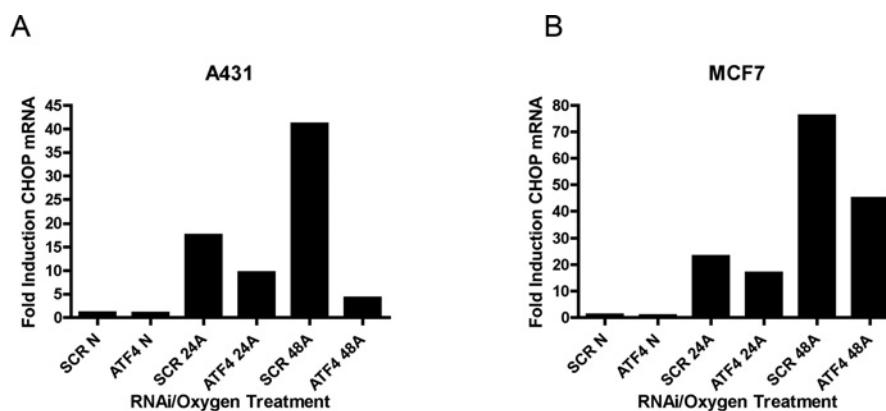 A
A431
Fold Induction CHOP mRNA
45
40
35
30
25
20
15
10
5
0
SCR N
ATF4 N
SCR 24A
ATF4 24A
SCR 48A
ATF4 48A
RNAi/Oxygen Treatment
B
MCF7
Fold Induction CHOP mRNA
80
70
60
50
40
30
20
10
0
SCR N
ATF4 N
SCR 24A
ATF4 24A
SCR 48A
ATF4 48A
RNAi/Oxygen Treatment